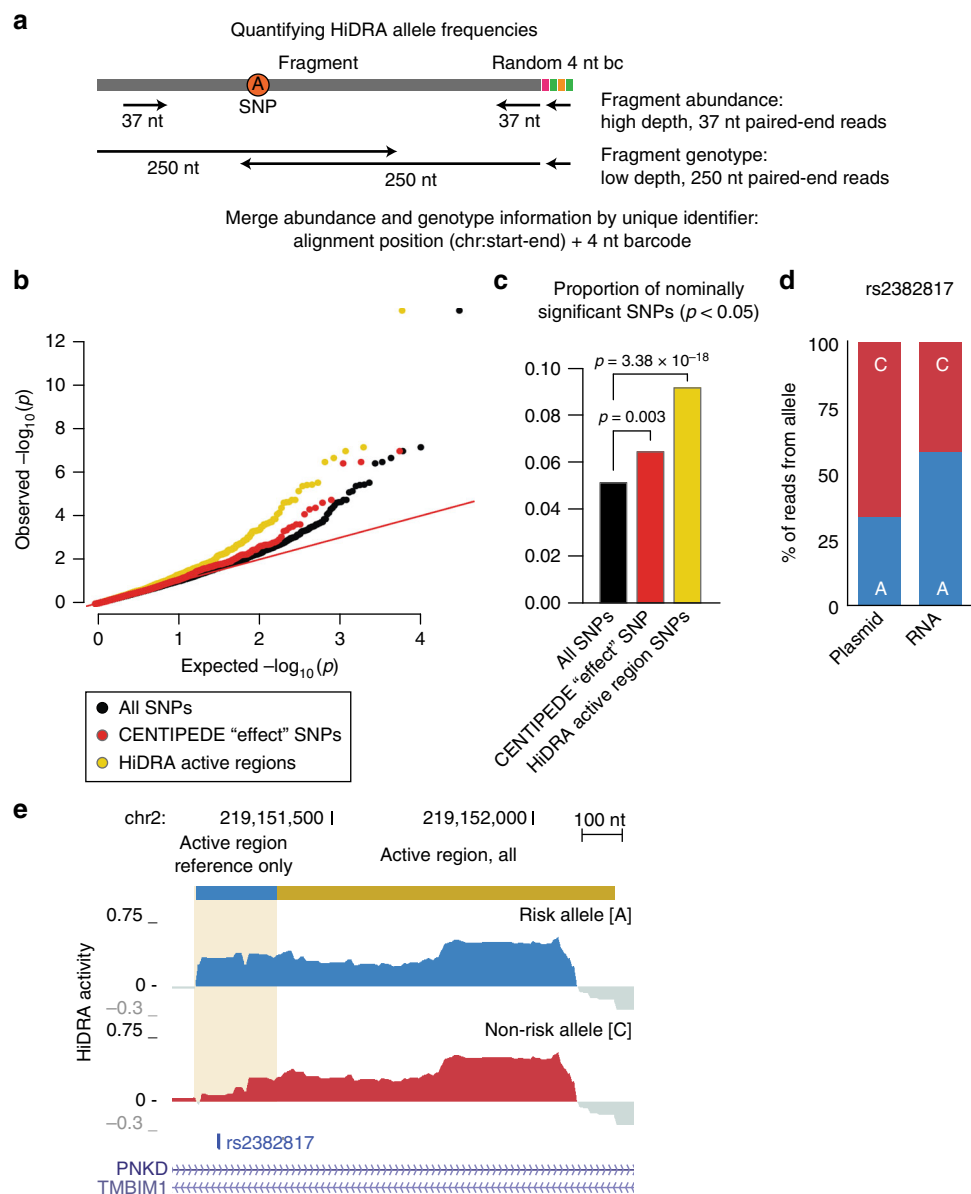 a
Quantifying HiDRA allele frequencies
Fragment
Random 4 nt bc
A
SNP
37 nt
37 nt
Fragment abundance:
high depth, 37 nt paired-end reads
250 nt
250 nt
Fragment genotype:
low depth, 250 nt paired-end reads
Merge abundance and genotype information by unique identifier:
alignment position (chr:start-end) + 4 nt barcode
b
Observed –log10(p)
12
10
8
6
4
2
0
0 1 2 3 4
Expected –log10(p)
All SNPs
CENTIPEDE “effect” SNPs
HiDRA active regions
c
Proportion of nominally
significant SNPs (p < 0.05)
0.10
0.08
0.06
0.04
0.02
0.00
p = 3.38 × 10–18
p = 0.003
All SNPs
CENTIPEDE “effect” SNP
HiDRA active region SNPs
d
rs2382817
% of reads from allele
100
75
50
25
0
C
C
A
A
Plasmid
RNA
e
chr2:
219,151,500
219,152,000
100 nt
Active region
reference only
Active region, all
HiDRA activity
0.75
Risk allele [A]
0
–0.3
0.75
Non-risk allele [C]
0
–0.3
rs2382817
PNKD
TMBIM1